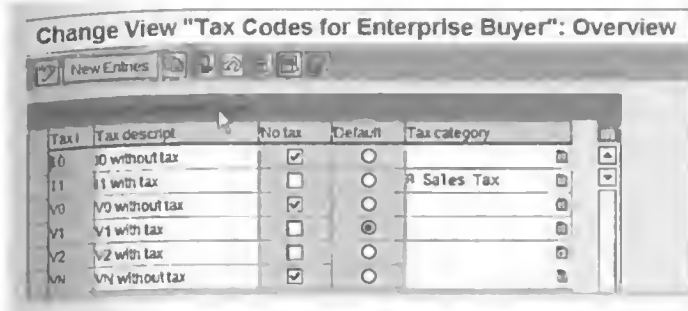 Change View "Tax Codes for Enterprise Buyer": Overview
New Entries
Tax Tax descript No tax Default Tax category
I0 I0 without tax
I1 I1 with tax Sales Tax
V0 V0 without tax
V1 V1 with tax
V2 V2 with tax
VN VN without tax